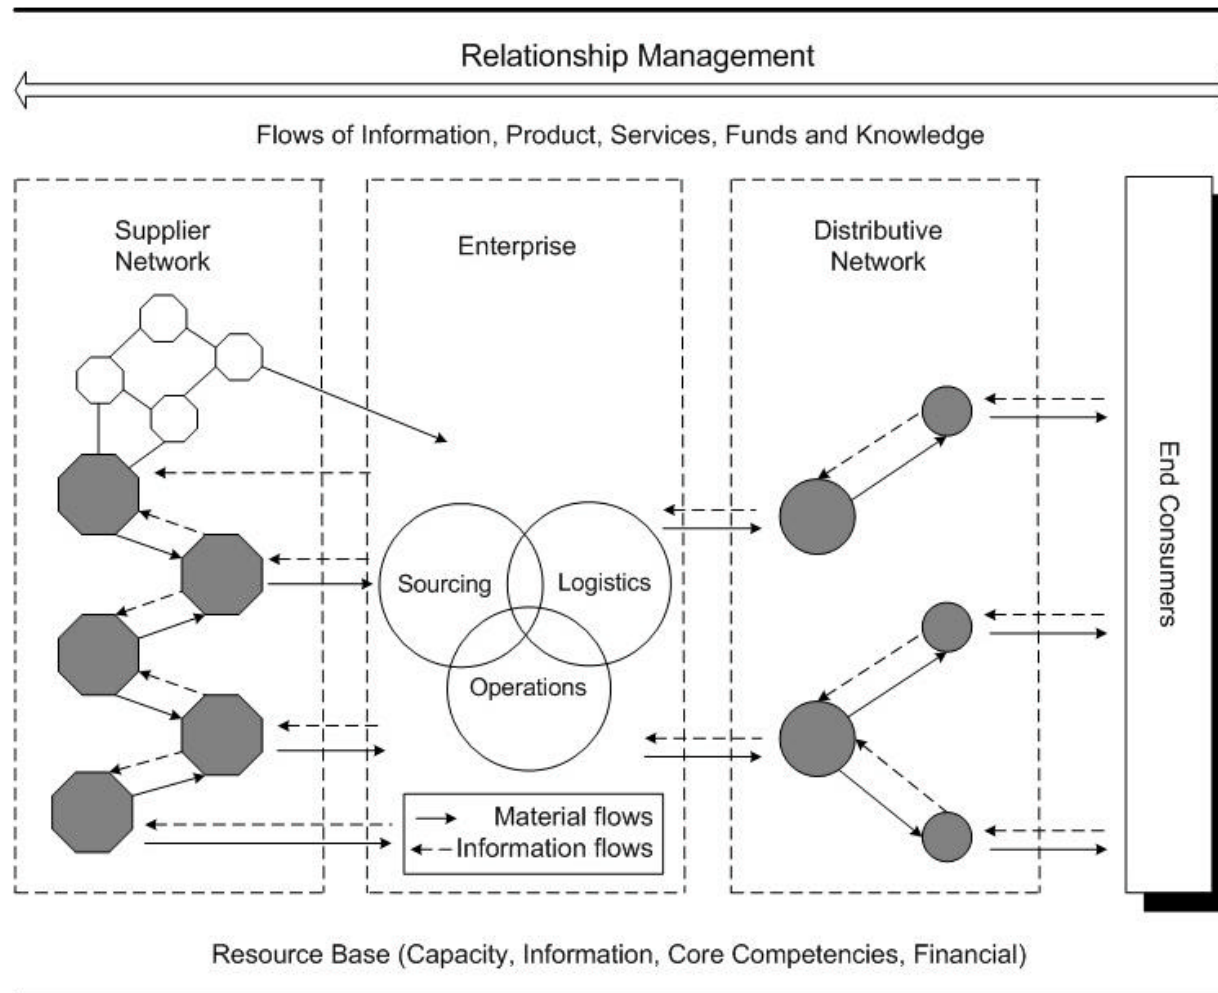 Relationship Management
Flows of Information, Product, Services, Funds and Knowledge
Supplier
Network
Enterprise
Distributive
Network
End Consumers
Sourcing
Logistics
Operations
Material flows
Information flows
Resource Base (Capacity, Information, Core Competencies, Financial)